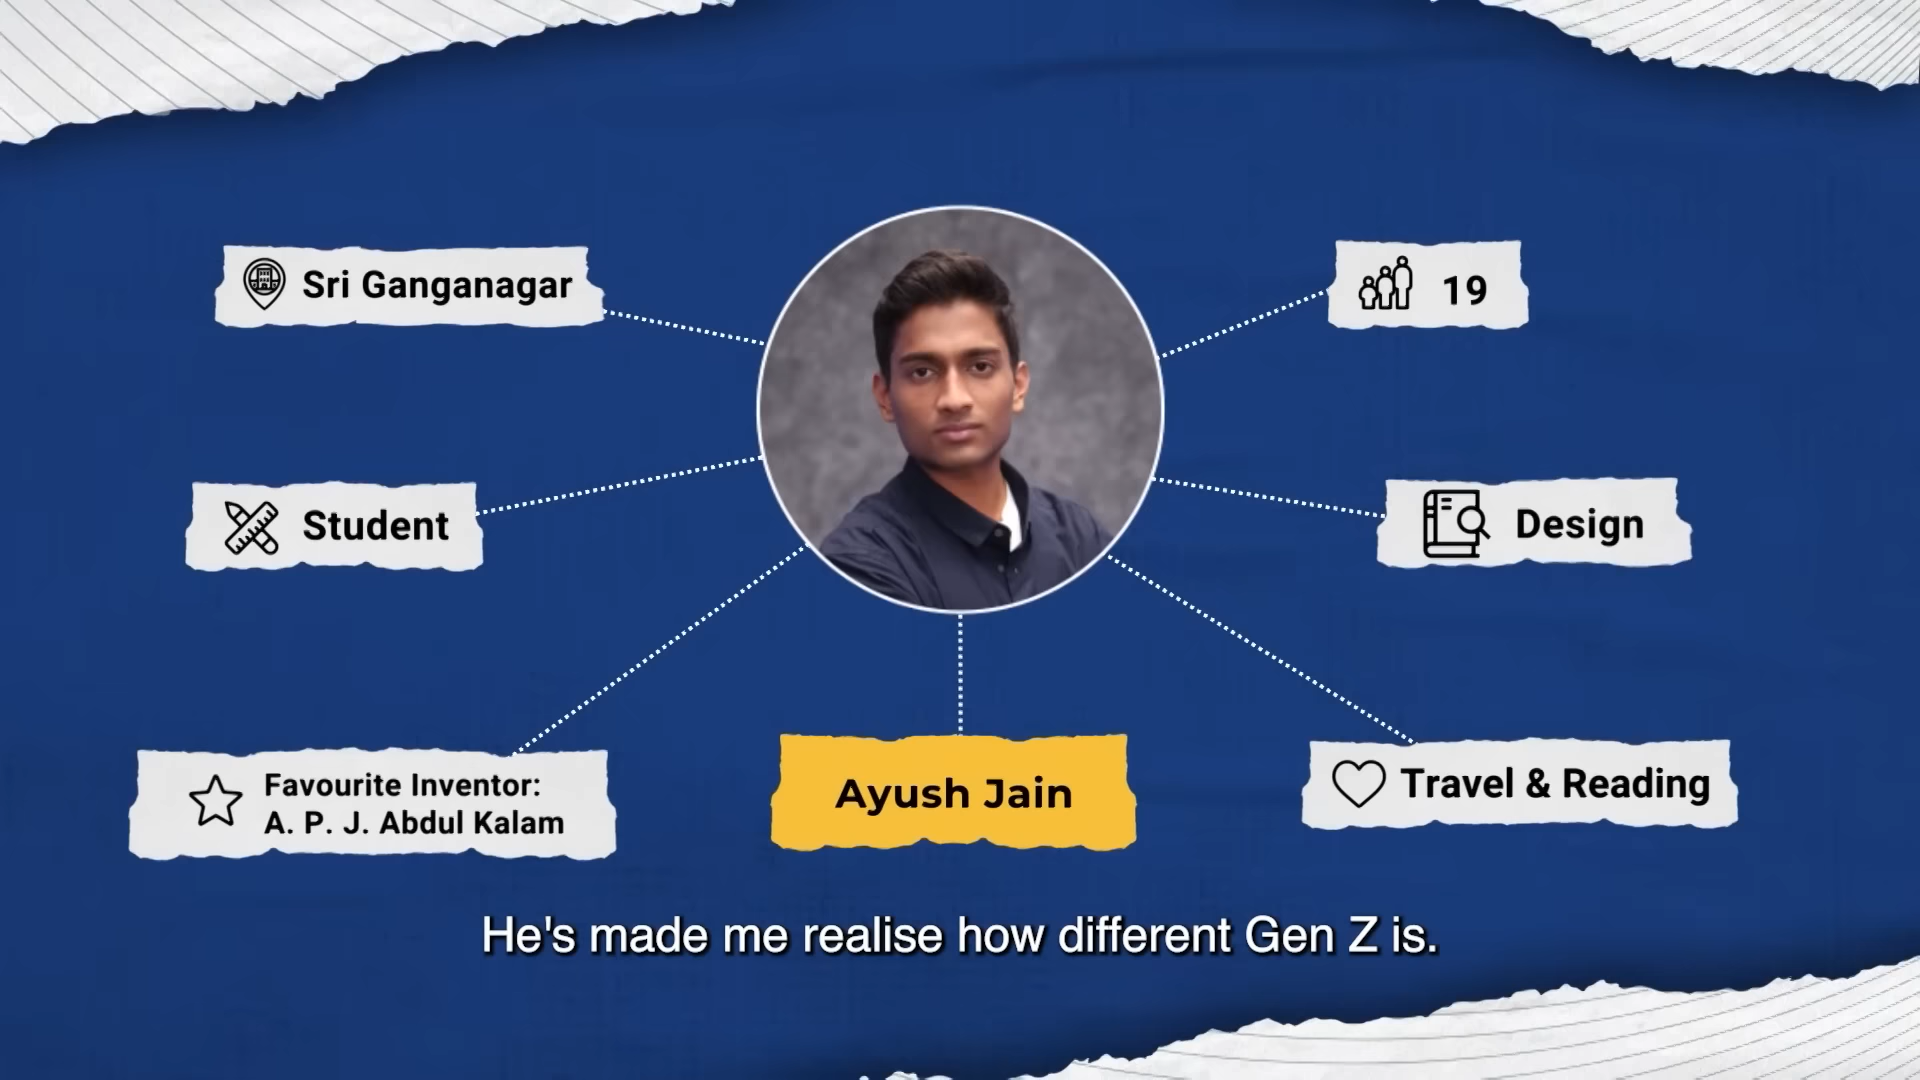 Sri Ganganagar
19
Student
Design
Favourite Inventor:
A. P. J. Abdul Kalam
Ayush Jain
Travel & Reading
He's made me realise how different Gen Z is.